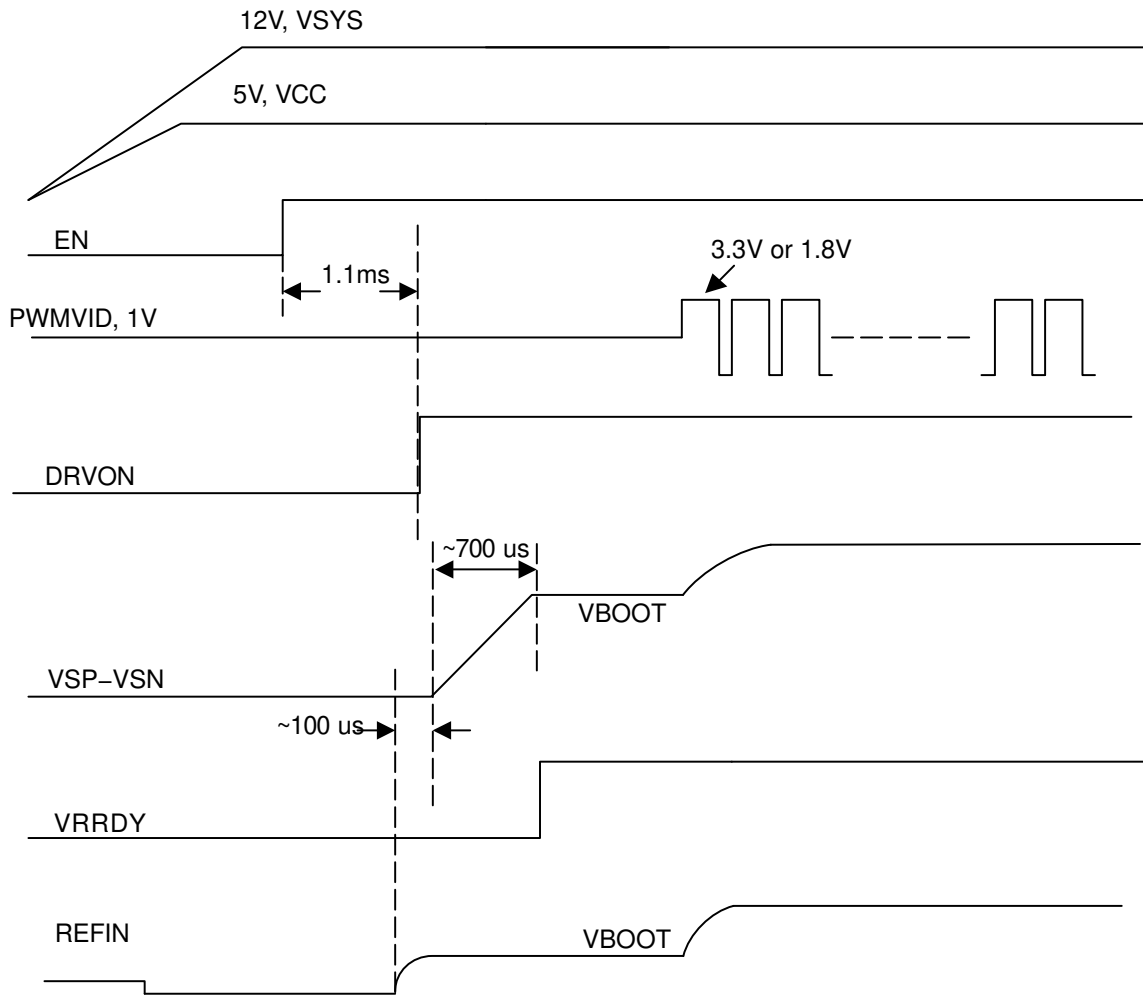 12V, VSYS
5V, VCC
EN
1.1ms
3.3V or 1.8V
PWMVID, 1V
DRVON
~700 us
VBOOT
VSP−VSN
~100 us
VRRDY
REFIN
VBOOT